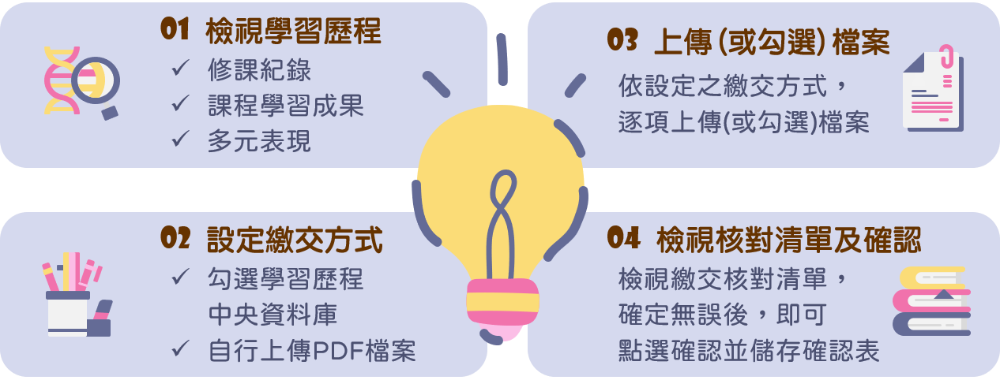 01 檢視學習歷程
✓ 修課紀錄
✓ 課程學習成果
✓ 多元表現
02 設定繳交方式
✓ 勾選學習歷程
中央資料庫
✓ 自行上傳PDF檔案
03 上傳(或勾選)檔案
依設定之繳交方式，
逐項上傳(或勾選)檔案
04 檢視核對清單及確認
檢視繳交核對清單，
確定無誤後，即可
點選確認並儲存確認表